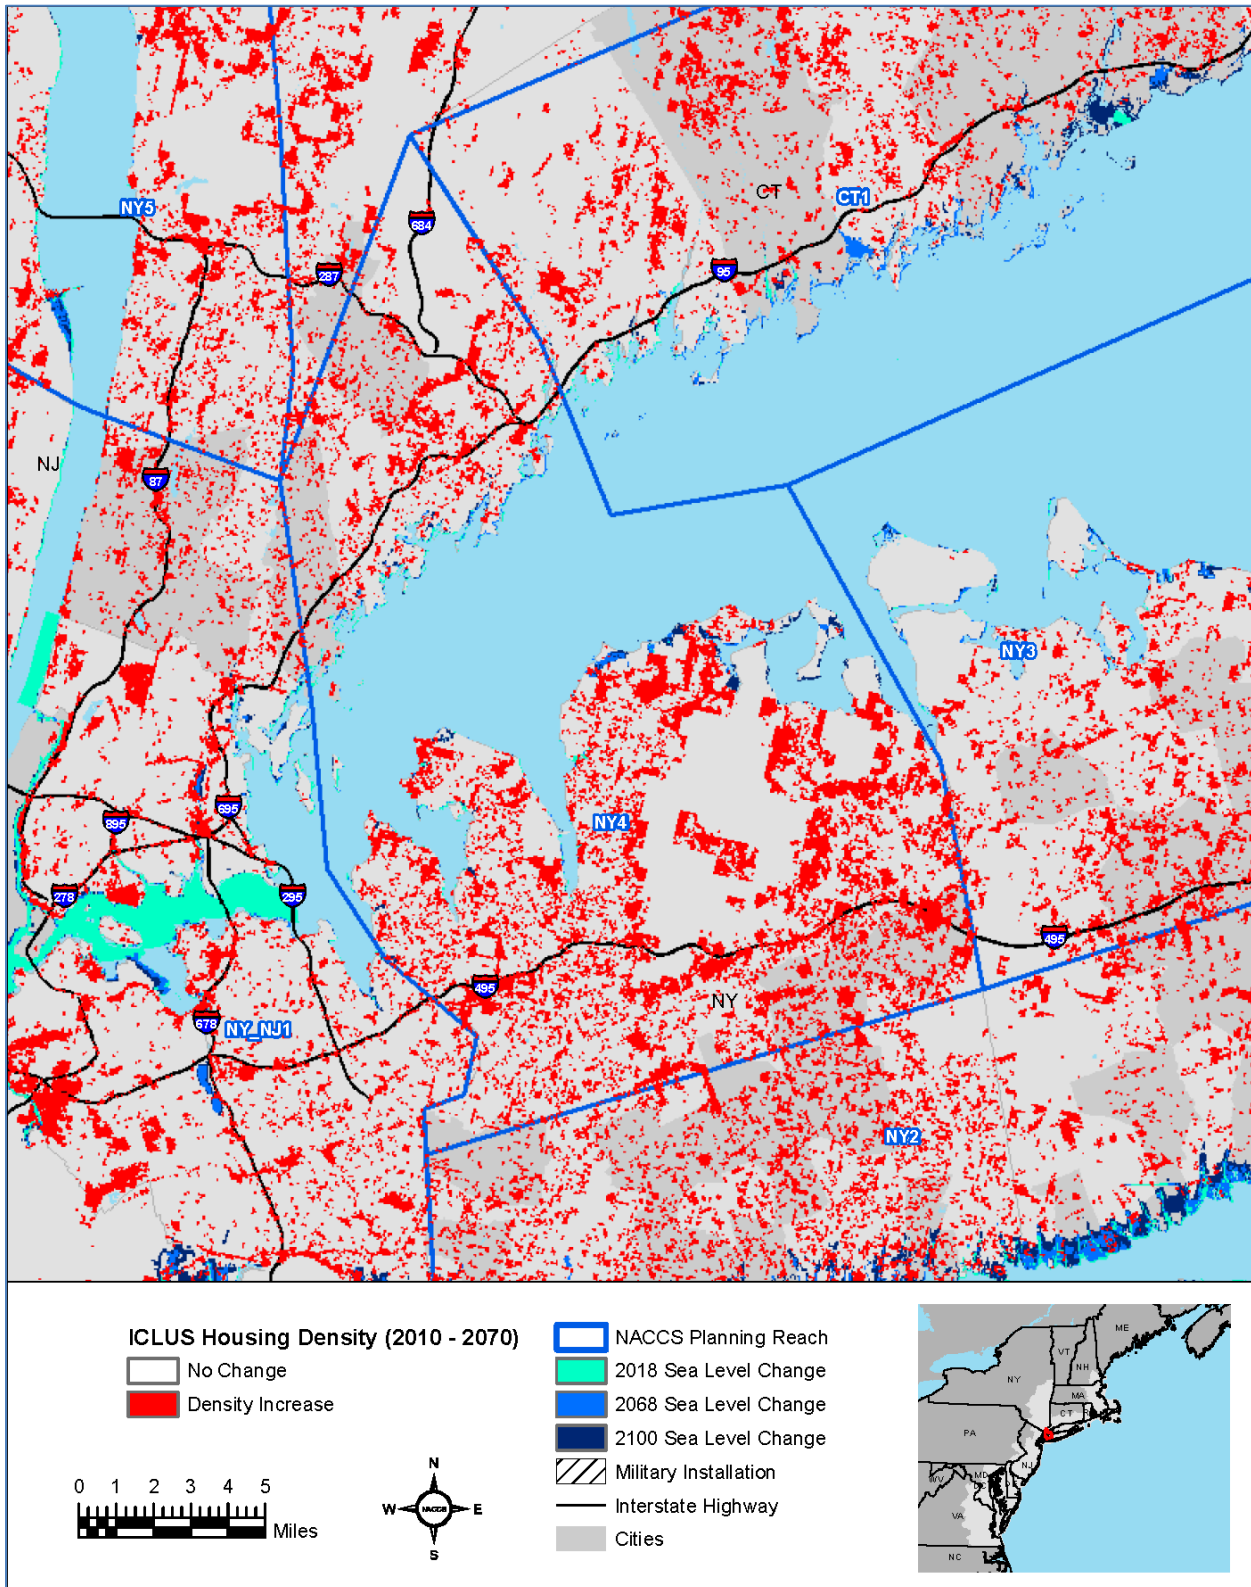 NY5
684
CT
CT1
287
95
NJ
87
NY3
NY4
695
895
278
295
495
495
NY
678
NY_NJ1
NY2
ICLUS Housing Density (2010 - 2070)
No Change
Density Increase
NACCS Planning Reach
2018 Sea Level Change
2068 Sea Level Change
2100 Sea Level Change
Military Installation
Interstate Highway
Cities
0 1 2 3 4 5
Miles
N
W NACCS E
S
ME
VT
NH
NY
MA
CT
PA
NJ
WV
MD
VA
NC